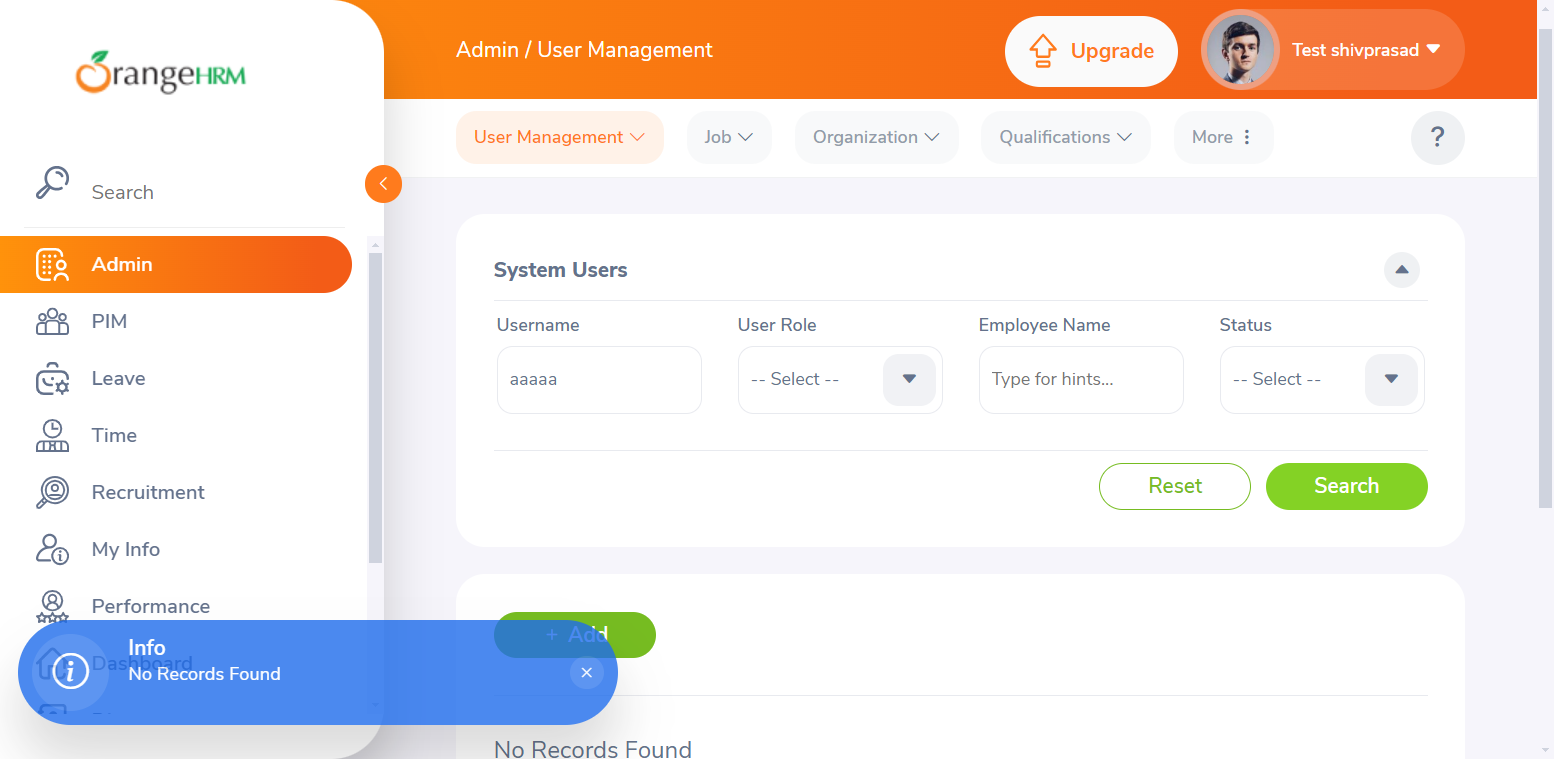 OrangeHRM
Admin / User Management
Upgrade
Test shivprasad
User Management
Job
Organization
Qualifications
More
?
Search
Admin
PIM
Leave
Time
Recruitment
My Info
Performance
Dashboard
System Users
Username
User Role
Employee Name
Status
aaaaa
-- Select --
Type for hints...
-- Select --
Reset
Search
+ Add
No Records Found
Info
No Records Found